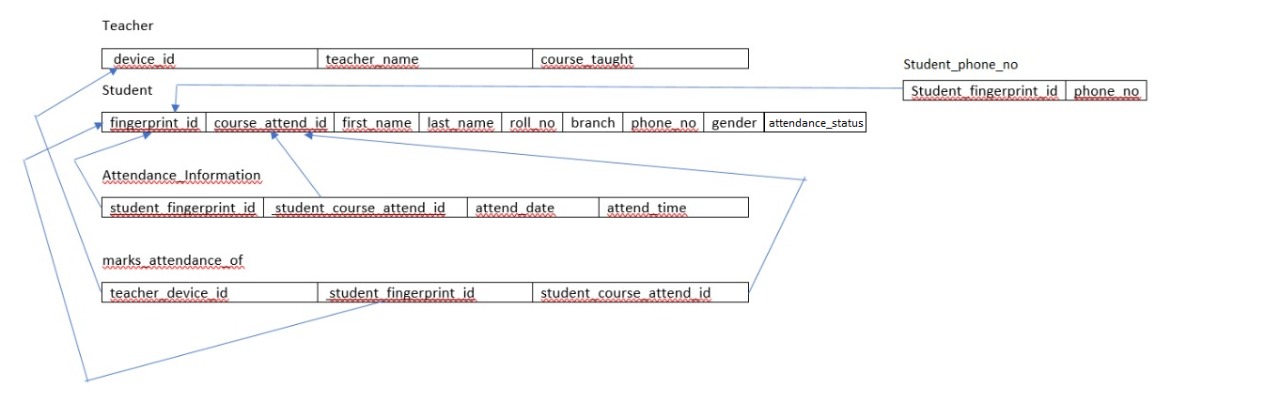 Teacher
device_id teacher_name course_taught
Student_phone_no
Student_fingerprint_id phone_no
Student
fingerprint_id course_attend_id first_name last_name roll_no branch phone_no gender attendance_status
Attendance_Information
student_fingerprint_id student_course_attend_id attend_date attend_time
marks_attendance_of
teacher_device_id student_fingerprint_id student_course_attend_id